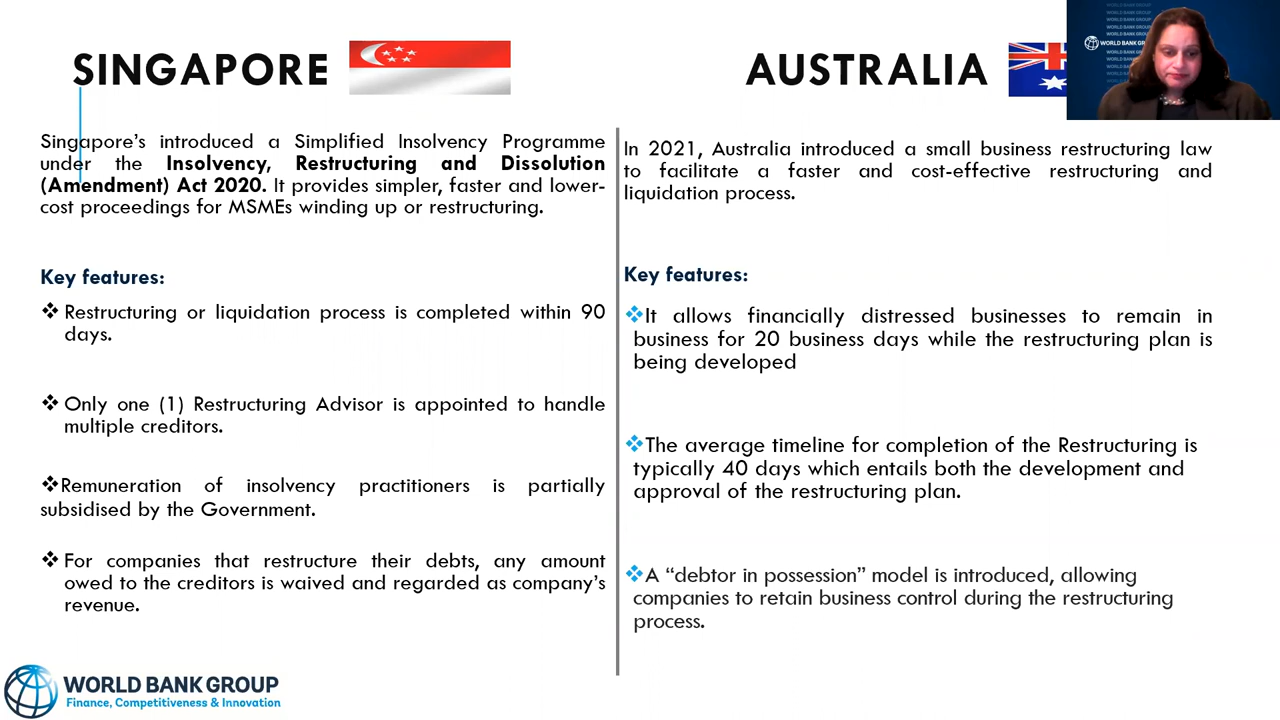 SINGAPORE
Singapore's introduced a Simplified Insolvency Programme
under the Insolvency, Restructuring and Dissolution
(Amendment) Act 2020. It provides simpler, faster and lower-
cost proceedings for MSMEs winding up or restructuring.
Key features:
❖Restructuring or liquidation process is completed within 90
days.
❖Only one (1) Restructuring Advisor is appointed to handle
multiple creditors.
❖Remuneration of insolvency practitioners is partially
subsidised by the Government.
❖For companies that restructure their debts, any amount
owed to the creditors is waived and regarded as company's
revenue.
WORLD BANK GROUP
Finance, Competitiveness & Innovation
AUSTRALIA
In 2021, Australia introduced a small business restructuring law
to facilitate a faster and cost-effective restructuring and
liquidation process.
Key features:
❖It allows financially distressed businesses to remain in
business for 20 business days while the restructuring plan is
being developed
❖The average timeline for completion of the Restructuring is
typically 40 days which entails both the development and
approval of the restructuring plan.
❖A “debtor in possession” model is introduced, allowing
companies to retain business control during the restructuring
process.
WORLD BANK GROUP